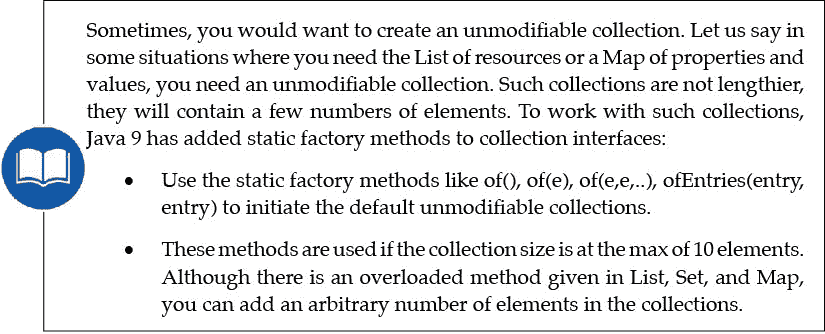 Sometimes, you would want to create an unmodifiable collection. Let us say in
some situations where you need the List of resources or a Map of properties and
values, you need an unmodifiable collection. Such collections are not lengthier,
they will contain a few numbers of elements. To work with such collections,
Java 9 has added static factory methods to collection interfaces:
• Use the static factory methods like of(), of(e), of(e,e,..), ofEntries(entry,
entry) to initiate the default unmodifiable collections.
• These methods are used if the collection size is at the max of 10 elements.
Although there is an overloaded method given in List, Set, and Map,
you can add an arbitrary number of elements in the collections.